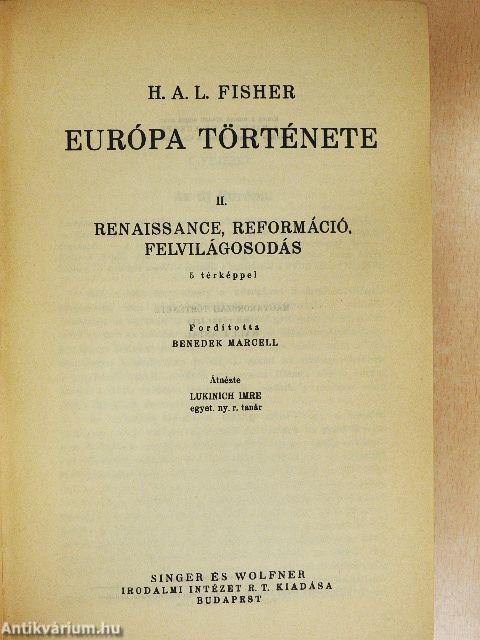 H. A. L. FISHER
EURÓPA TÖRTÉNETE
II.
RENAISSANCE, REFORMÁCIÓ,
FELVILÁGOSODÁS
5 térképpel
Fordította
BENEDEK MARCELL
Átnézte
LUKINICH IMRE
egyet. ny. r. tanár
SINGER ÉS WOLFNER
IRODALMI INTÉZET R. T. KIADÁSA
BUDAPEST
Antikvárium.hu